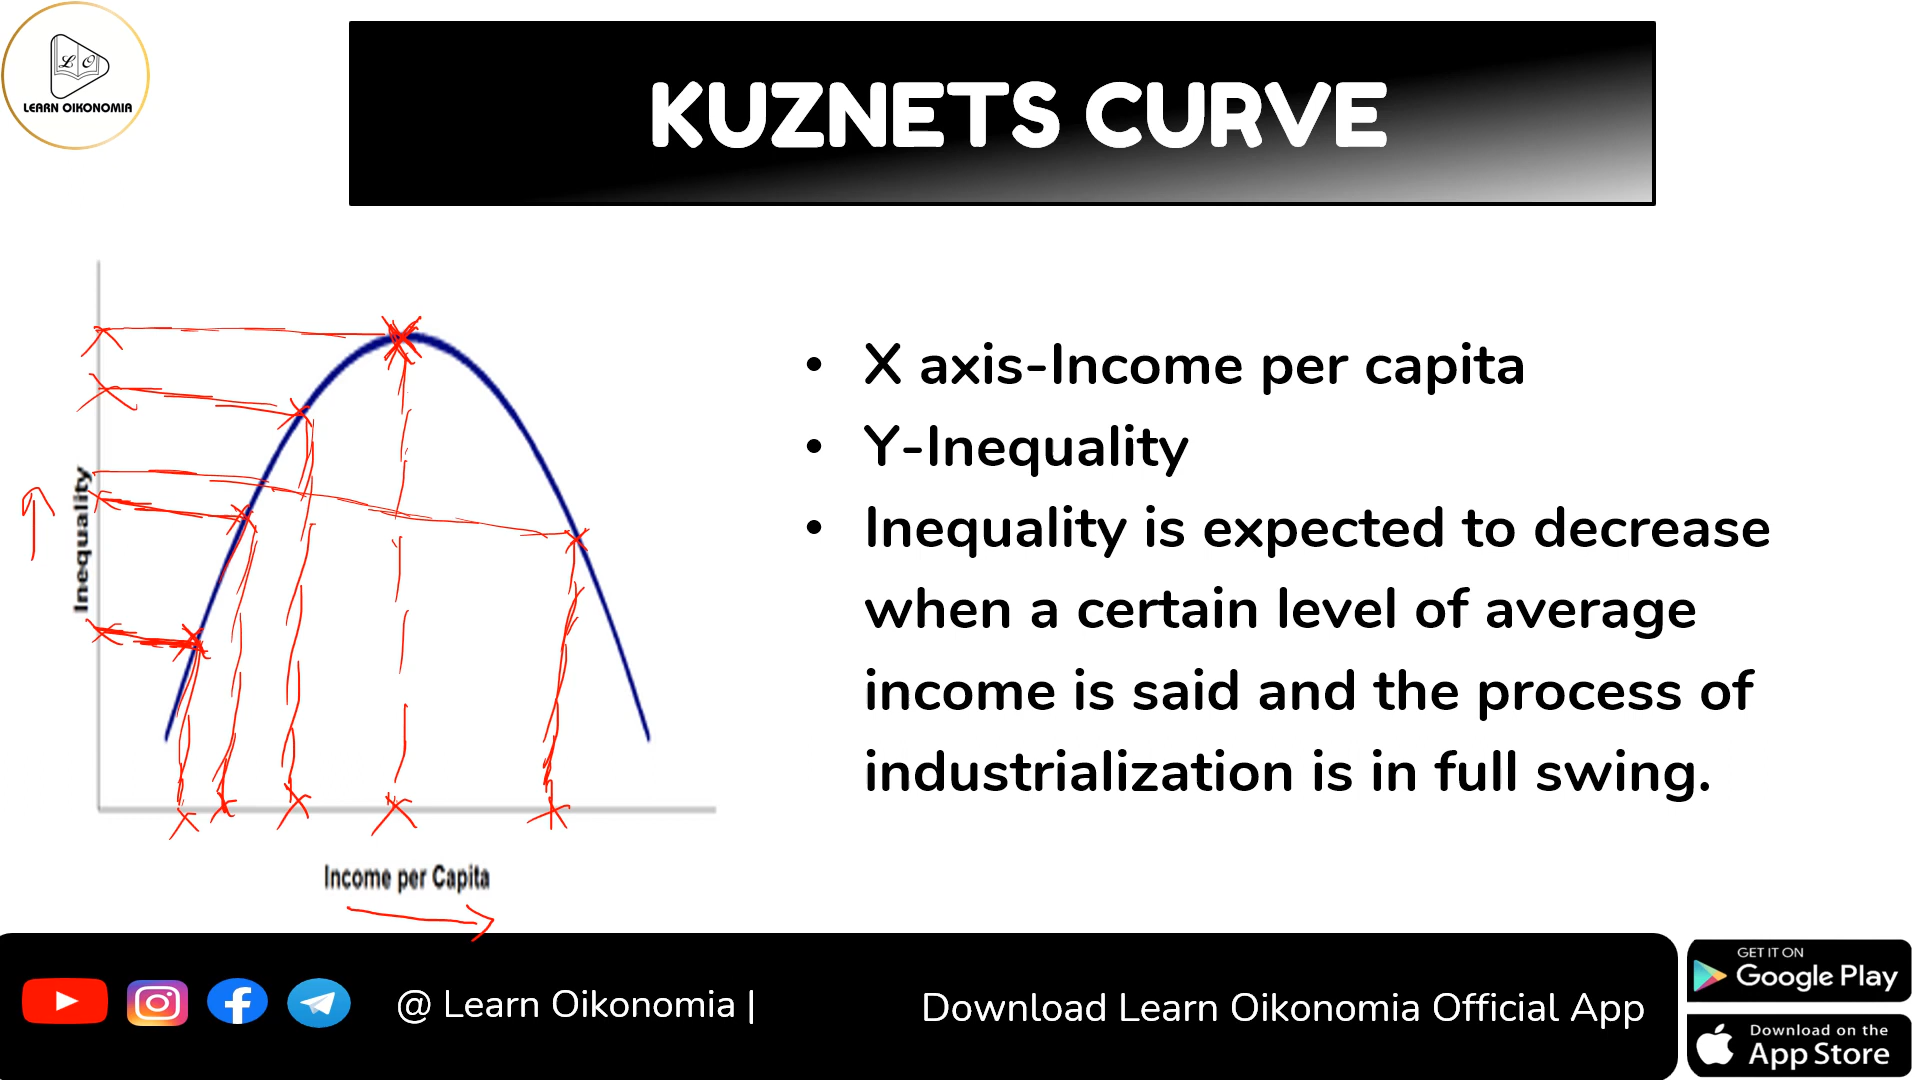 L O
LEARN OIKONOMIA
KUZNETS CURVE
Inequality
Income per Capita
• X axis-Income per capita
• Y-Inequality
• Inequality is expected to decrease
when a certain level of average
income is said and the process of
industrialization is in full swing.
@ Learn Oikonomia |
Download Learn Oikonomia Official App
GET IT ON
Google Play
Download on the
App Store